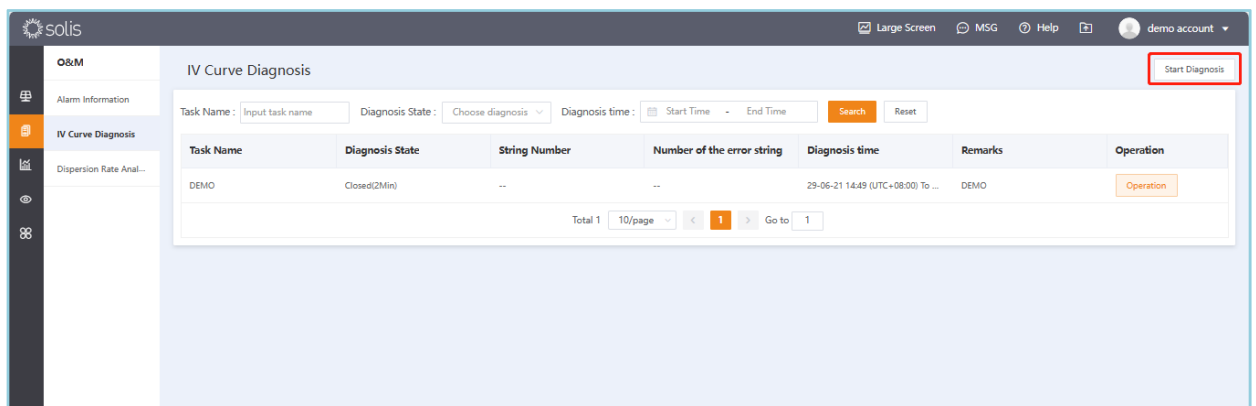 solis Large Screen MSG Help demo account
O&M
Alarm Information
IV Curve Diagnosis
Dispersion Rate Anal...
IV Curve Diagnosis Start Diagnosis
Task Name : Input task name Diagnosis State : Choose diagnosis Diagnosis time : Start Time - End Time Search Reset
Task Name Diagnosis State String Number Number of the error string Diagnosis time Remarks Operation
DEMO Closed(2Min) -- -- 29-06-21 14:49 (UTC+08:00) To ... DEMO Operation
Total 1 10/page < 1 > Go to 1